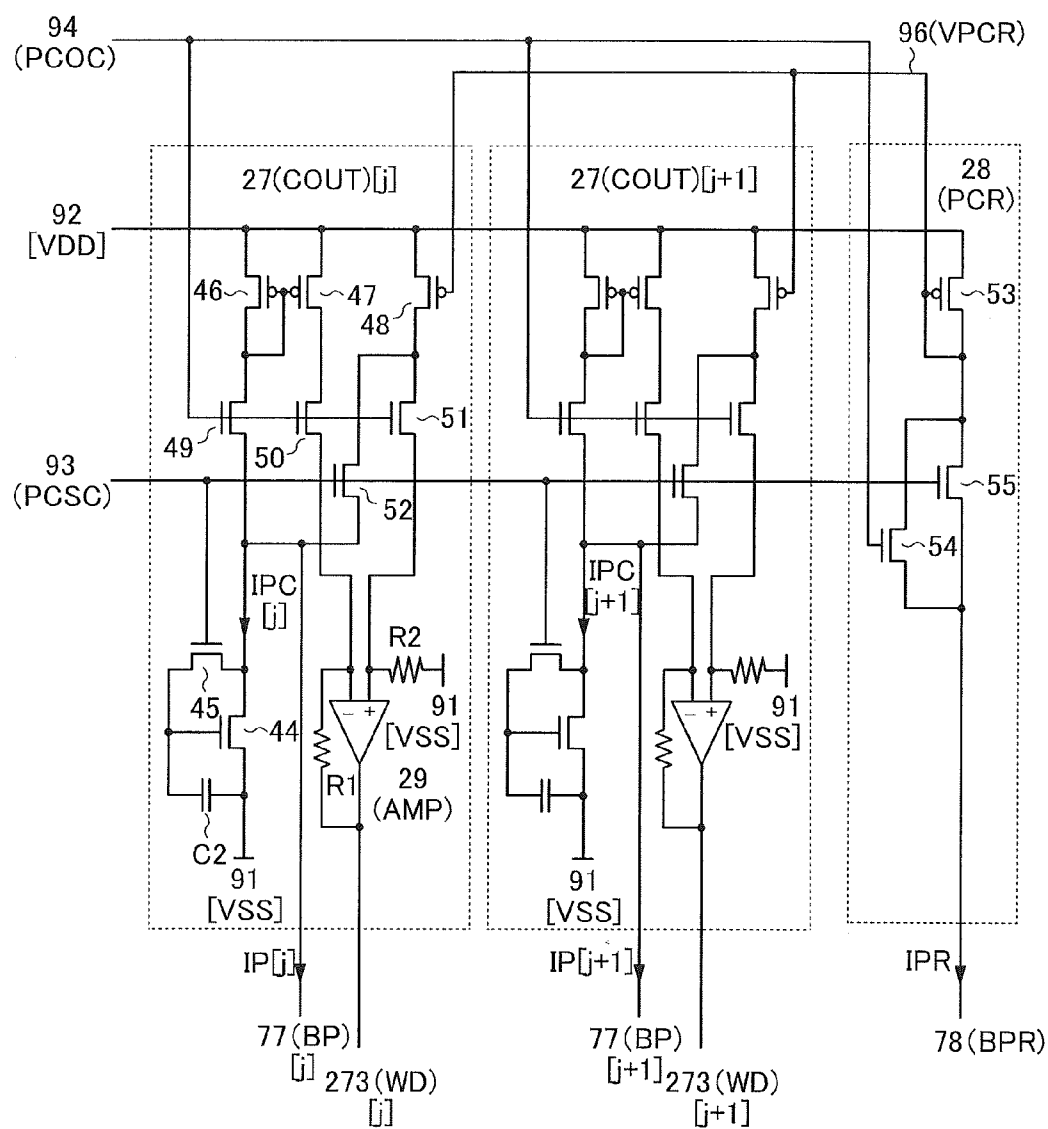 94
(PCOC)
96(VPCR)
27(COUT)[j]
27(COUT)[j+1]
28
(PCR)
92
[VDD]
46
47
48
53
49
50
51
93
(PCSC)
52
55
54
IPC
[j]
IPC
[j+1]
R2
45
44
91
[VSS]
91
[VSS]
− +
− +
R1
29
(AMP)
C2
91
[VSS]
91
[VSS]
IP[j]
IP[j+1]
IPR
77(BP)
[j]
77(BP)
[j+1]
78(BPR)
273(WD)
[j]
273(WD)
[j+1]